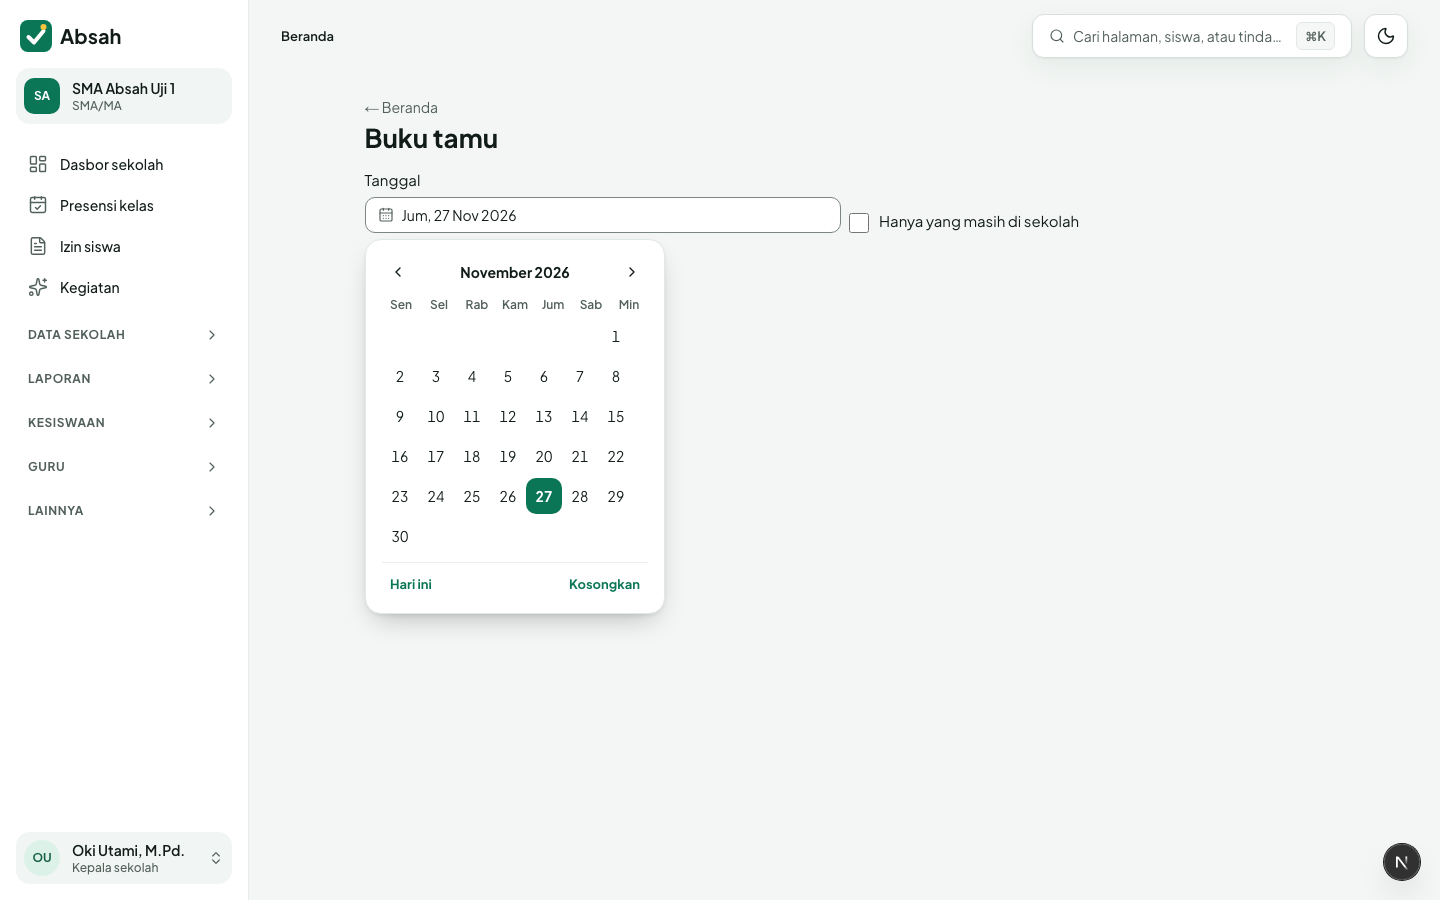 Absah
SA
SMA Absah Uji 1
SMA/MA
Dasbor sekolah
Presensi kelas
Izin siswa
Kegiatan
DATA SEKOLAH
LAPORAN
KESISWAAN
GURU
LAINNYA
OU
Oki Utami, M.Pd.
Kepala sekolah
Beranda
Cari halaman, siswa, atau tinda... ⌘K
← Beranda
Buku tamu
Tanggal
Jum, 27 Nov 2026
Hanya yang masih di sekolah
November 2026
Sen Sel Rab Kam Jum Sab Min
1
2 3 4 5 6 7 8
9 10 11 12 13 14 15
16 17 18 19 20 21 22
23 24 25 26 27 28 29
30
Hari ini Kosongkan
N